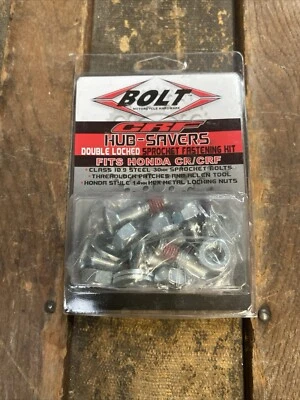 BOLT
MOTORCYCLE HARDWARE
CRF
HUB-SAVERS
DOUBLE LOCKED SPROCKET FASTENING KIT
FITS HONDA CR/CRF
• CLASS 10.9 STEEL 30mm SPROCKET BOLTS
• THREADLOCK PATCHES AND ALLEN TOOL
• HONDA STYLE 14mm HEX METAL LOCKING NUTS